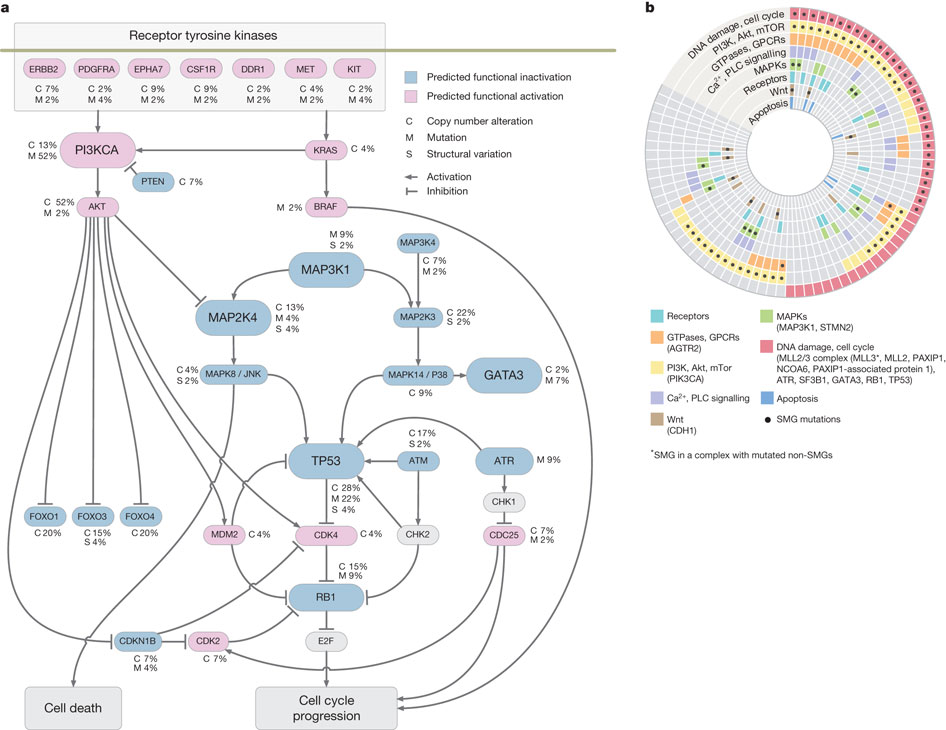 a
Receptor tyrosine kinases
ERBB2 PDGFRA EPHA7 CSF1R DDR1 MET KIT
C 7% C 2% C 9% C 9% C 2% C 4% C 2%
M 2% M 4% M 2% M 2% M 2% M 2% M 4%
Predicted functional inactivation
Predicted functional activation
C Copy number alteration
M Mutation
S Structural variation
Activation
Inhibition
C 13%
M 52%
PI3KCA
KRAS C 4%
PTEN C 7%
C 52%
M 2%
AKT
M 2% BRAF
M 9%
S 2%
MAP3K1
MAP3K4
C 7%
M 2%
MAP2K4
C 13%
M 4%
S 4%
MAP2K3
C 22%
S 2%
C 4%
S 2%
MAPK8 / JNK
MAPK14 / P38
C 9%
GATA3
C 2%
M 7%
TP53
C 28%
M 22%
S 4%
C 17%
S 2%
ATM
ATR M 9%
CHK1
FOXO1 FOXO3 FOXO4
C 20% C 15% C 20%
S 4%
MDM2 C 4%
CDK4 C 4%
CHK2
CDC25
C 7%
M 2%
C 15%
M 9%
RB1
CDKN1B
C 7%
M 4%
CDK2
C 7%
E2F
Cell death
Cell cycle
progression
b
DNA damage, cell cycle
PI3K, Akt, mTOR
GTPases, GPCRs
Ca2+, PLC signalling
MAPKs
Receptors
Wnt
Apoptosis
Receptors
GTPases, GPCRs
(AGTR2)
PI3K, Akt, mTor
(PIK3CA)
Ca2+, PLC signalling
Wnt
(CDH1)
MAPKs
(MAP3K1, STMN2)
DNA damage, cell cycle
(MLL2/3 complex (MLL3*, MLL2, PAXIP1,
NCOA6, PAXIP1-associated protein 1),
ATR, SF3B1, GATA3, RB1, TP53)
Apoptosis
SMG mutations
*SMG in a complex with mutated non-SMGs